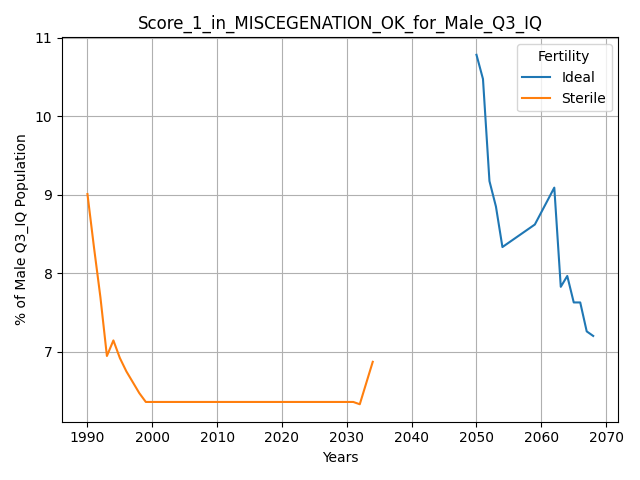 Score_1_in_MISCEGENATION_OK_for_Male_Q3_IQ
% of Male Q3_IQ Population
11
10
9
8
7
Fertility
Ideal
Sterile
1990 2000 2010 2020 2030 2040 2050 2060 2070
Years